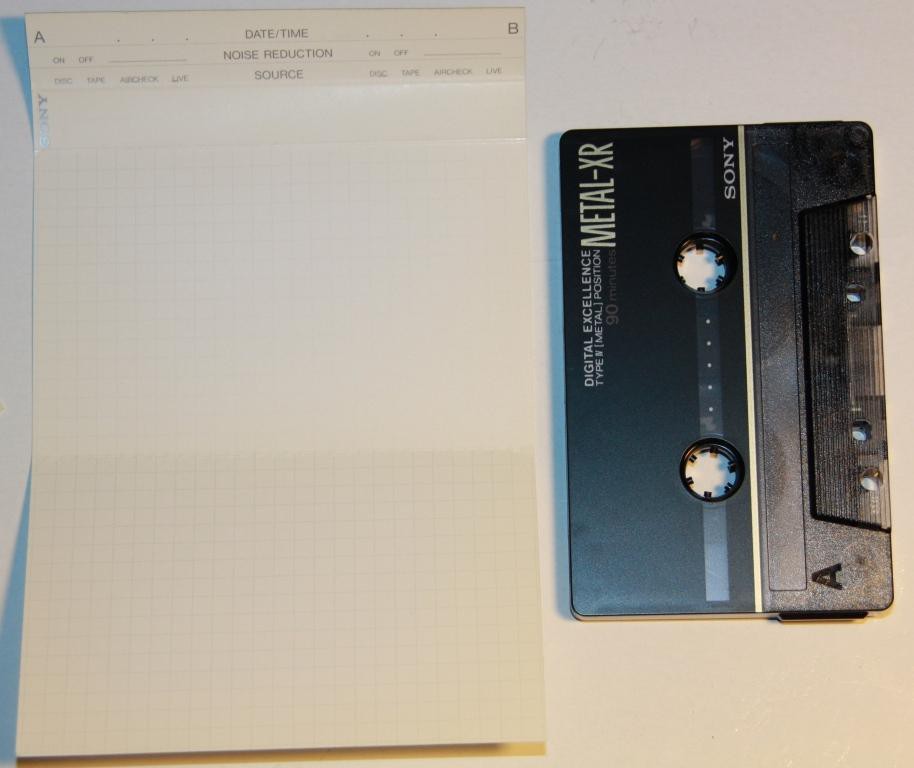 A DATE/TIME B
ON OFF NOISE REDUCTION ON OFF
DISC TAPE AIRCHECK LIVE SOURCE DISC TAPE AIRCHECK LIVE
SONY
DIGITAL EXCELLENCE METAL-XR
TYPE IV [METAL] POSITION
90 minutes
SONY
A